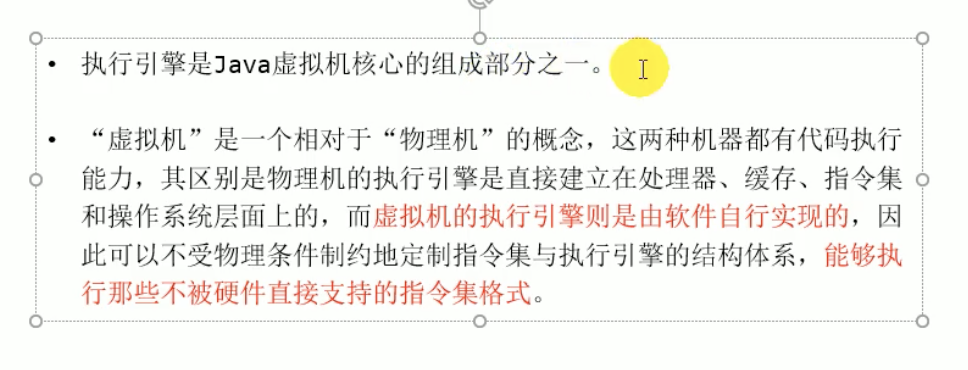 • 执行引擎是Java虚拟机核心的组成部分之一。
• “虚拟机”是一个相对于“物理机”的概念，这两种机器都有代码执行
能力，其区别是物理机的执行引擎是直接建立在处理器、缓存、指令集
和操作系统层面上的，而虚拟机的执行引擎则是由软件自行实现的，因
此可以不受物理条件制约地定制指令集与执行引擎的结构体系，能够执
行那些不被硬件直接支持的指令集格式。